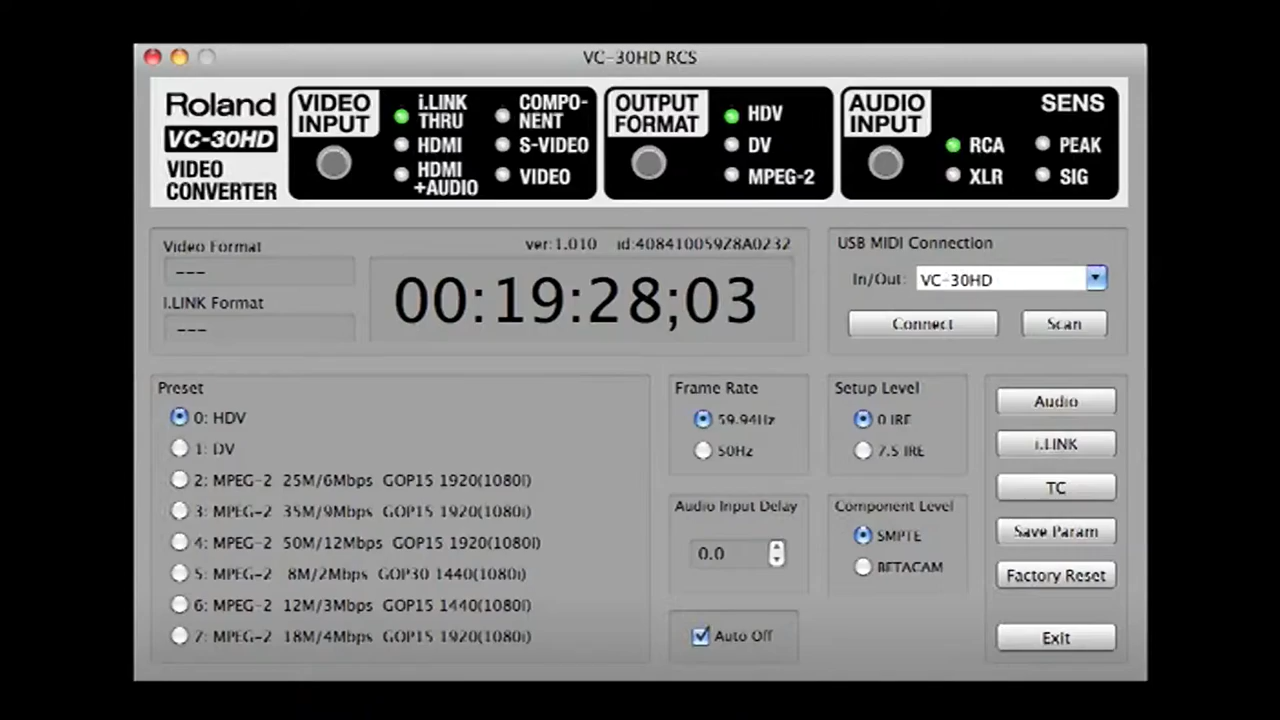 VC-30HD RCS
Roland
VC-30HD
VIDEO
CONVERTER
VIDEO
INPUT
i.LINK
THRU
HDMI
HDMI
+AUDIO
COMPO-
NENT
S-VIDEO
VIDEO
OUTPUT
FORMAT
HDV
DV
MPEG-2
AUDIO
INPUT
RCA
XLR
SENS
PEAK
SIG
Video Format
---
i.LINK Format
---
ver:1.010 id:40841005928A0232
00:19:28;03
USB MIDI Connection
In/Out: VC-30HD
Connect Scan
Preset
0: HDV
1: DV
2: MPEG-2 25M/6Mbps GOP15 1920(1080i)
3: MPEG-2 35M/9Mbps GOP15 1920(1080i)
4: MPEG-2 50M/12Mbps GOP15 1920(1080i)
5: MPEG-2 8M/2Mbps GOP30 1440(1080i)
6: MPEG-2 12M/3Mbps GOP15 1440(1080i)
7: MPEG-2 18M/4Mbps GOP15 1920(1080i)
Frame Rate
59.94Hz
50Hz
Setup Level
0 IRE
7.5 IRE
Audio Input Delay
0.0
Component Level
SMPTE
BETACAM
Auto Off
Audio
i.LINK
TC
Save Param
Factory Reset
Exit